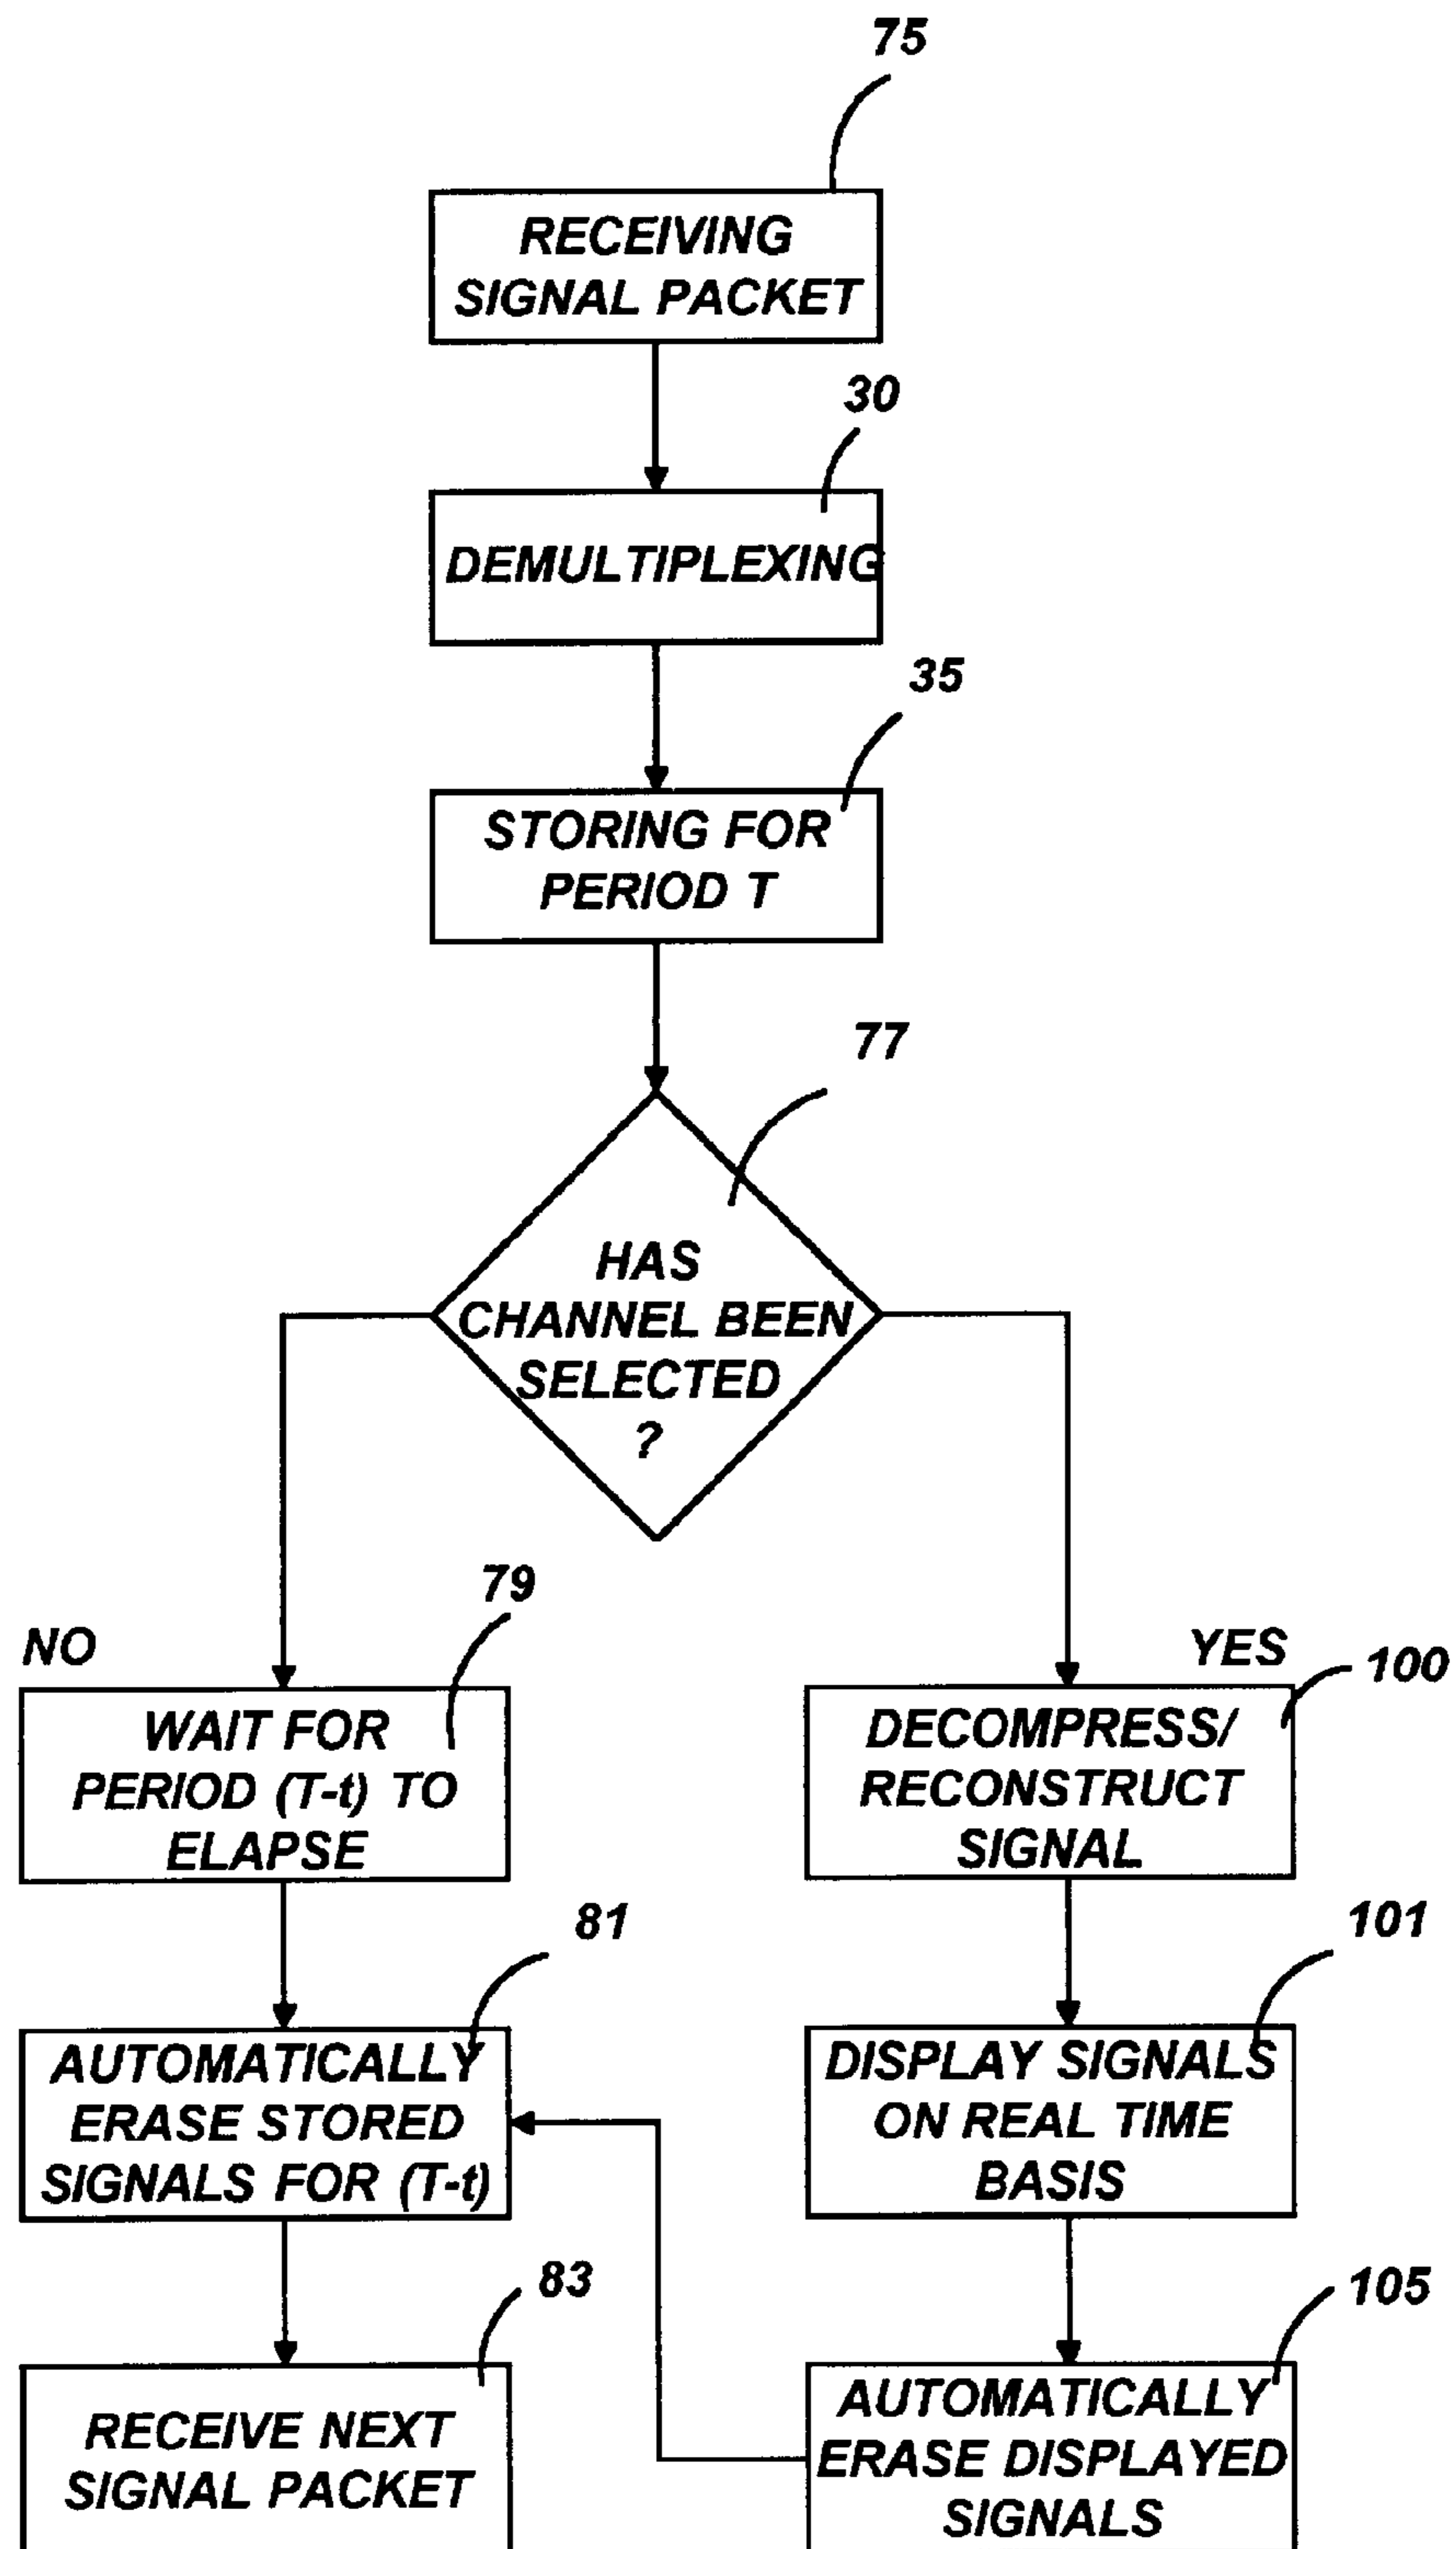 75
RECEIVING
SIGNAL PACKET
30
DEMULTIPLEXING
35
STORING FOR
PERIOD T
77
HAS
CHANNEL BEEN
SELECTED
?
NO
79
WAIT FOR
PERIOD (T-t) TO
ELAPSE
YES
100
DECOMPRESS/
RECONSTRUCT
SIGNAL
81
AUTOMATICALLY
ERASE STORED
SIGNALS FOR (T-t)
101
DISPLAY SIGNALS
ON REAL TIME
BASIS
83
RECEIVE NEXT
SIGNAL PACKET
105
AUTOMATICALLY
ERASE DISPLAYED
SIGNALS